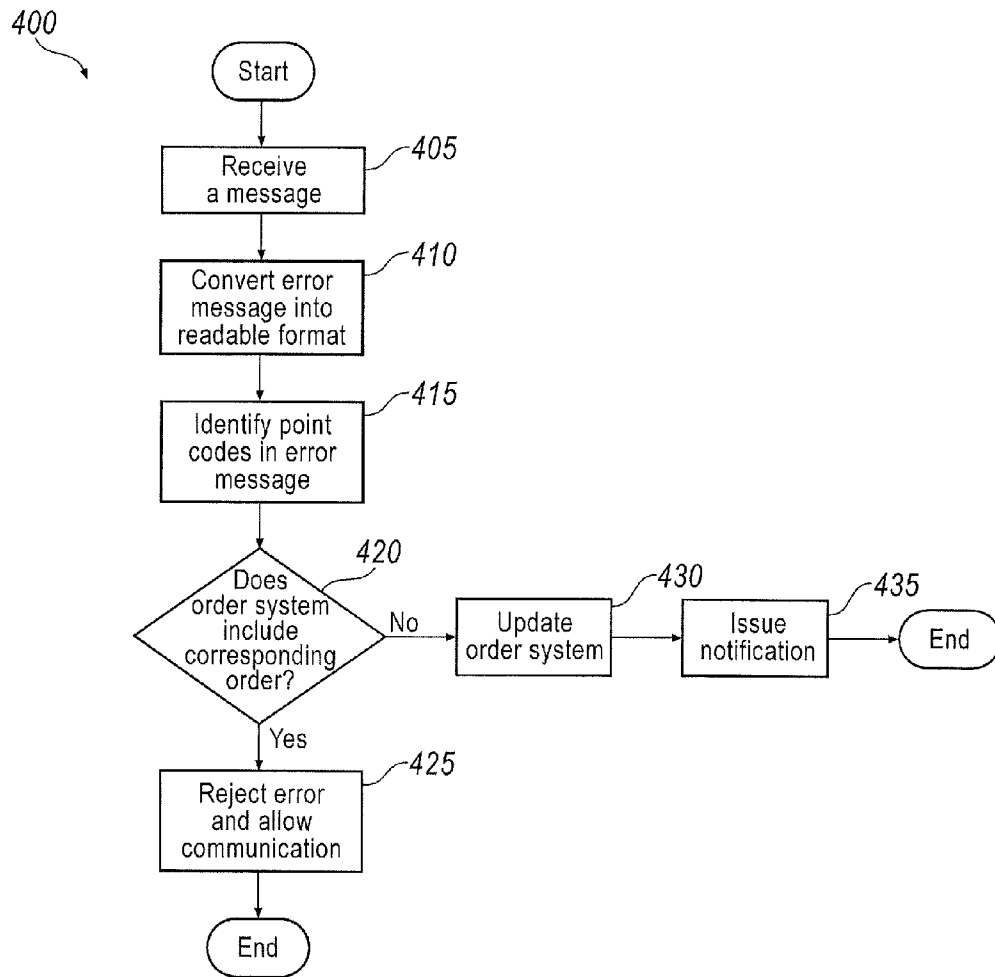 400
Start
405
Receive
a message
410
Convert error
message into
readable format
415
Identify point
codes in error
message
420
Does
order system
include
corresponding
order?
No
430
Update
order system
435
Issue
notification
End
Yes
425
Reject error
and allow
communication
End